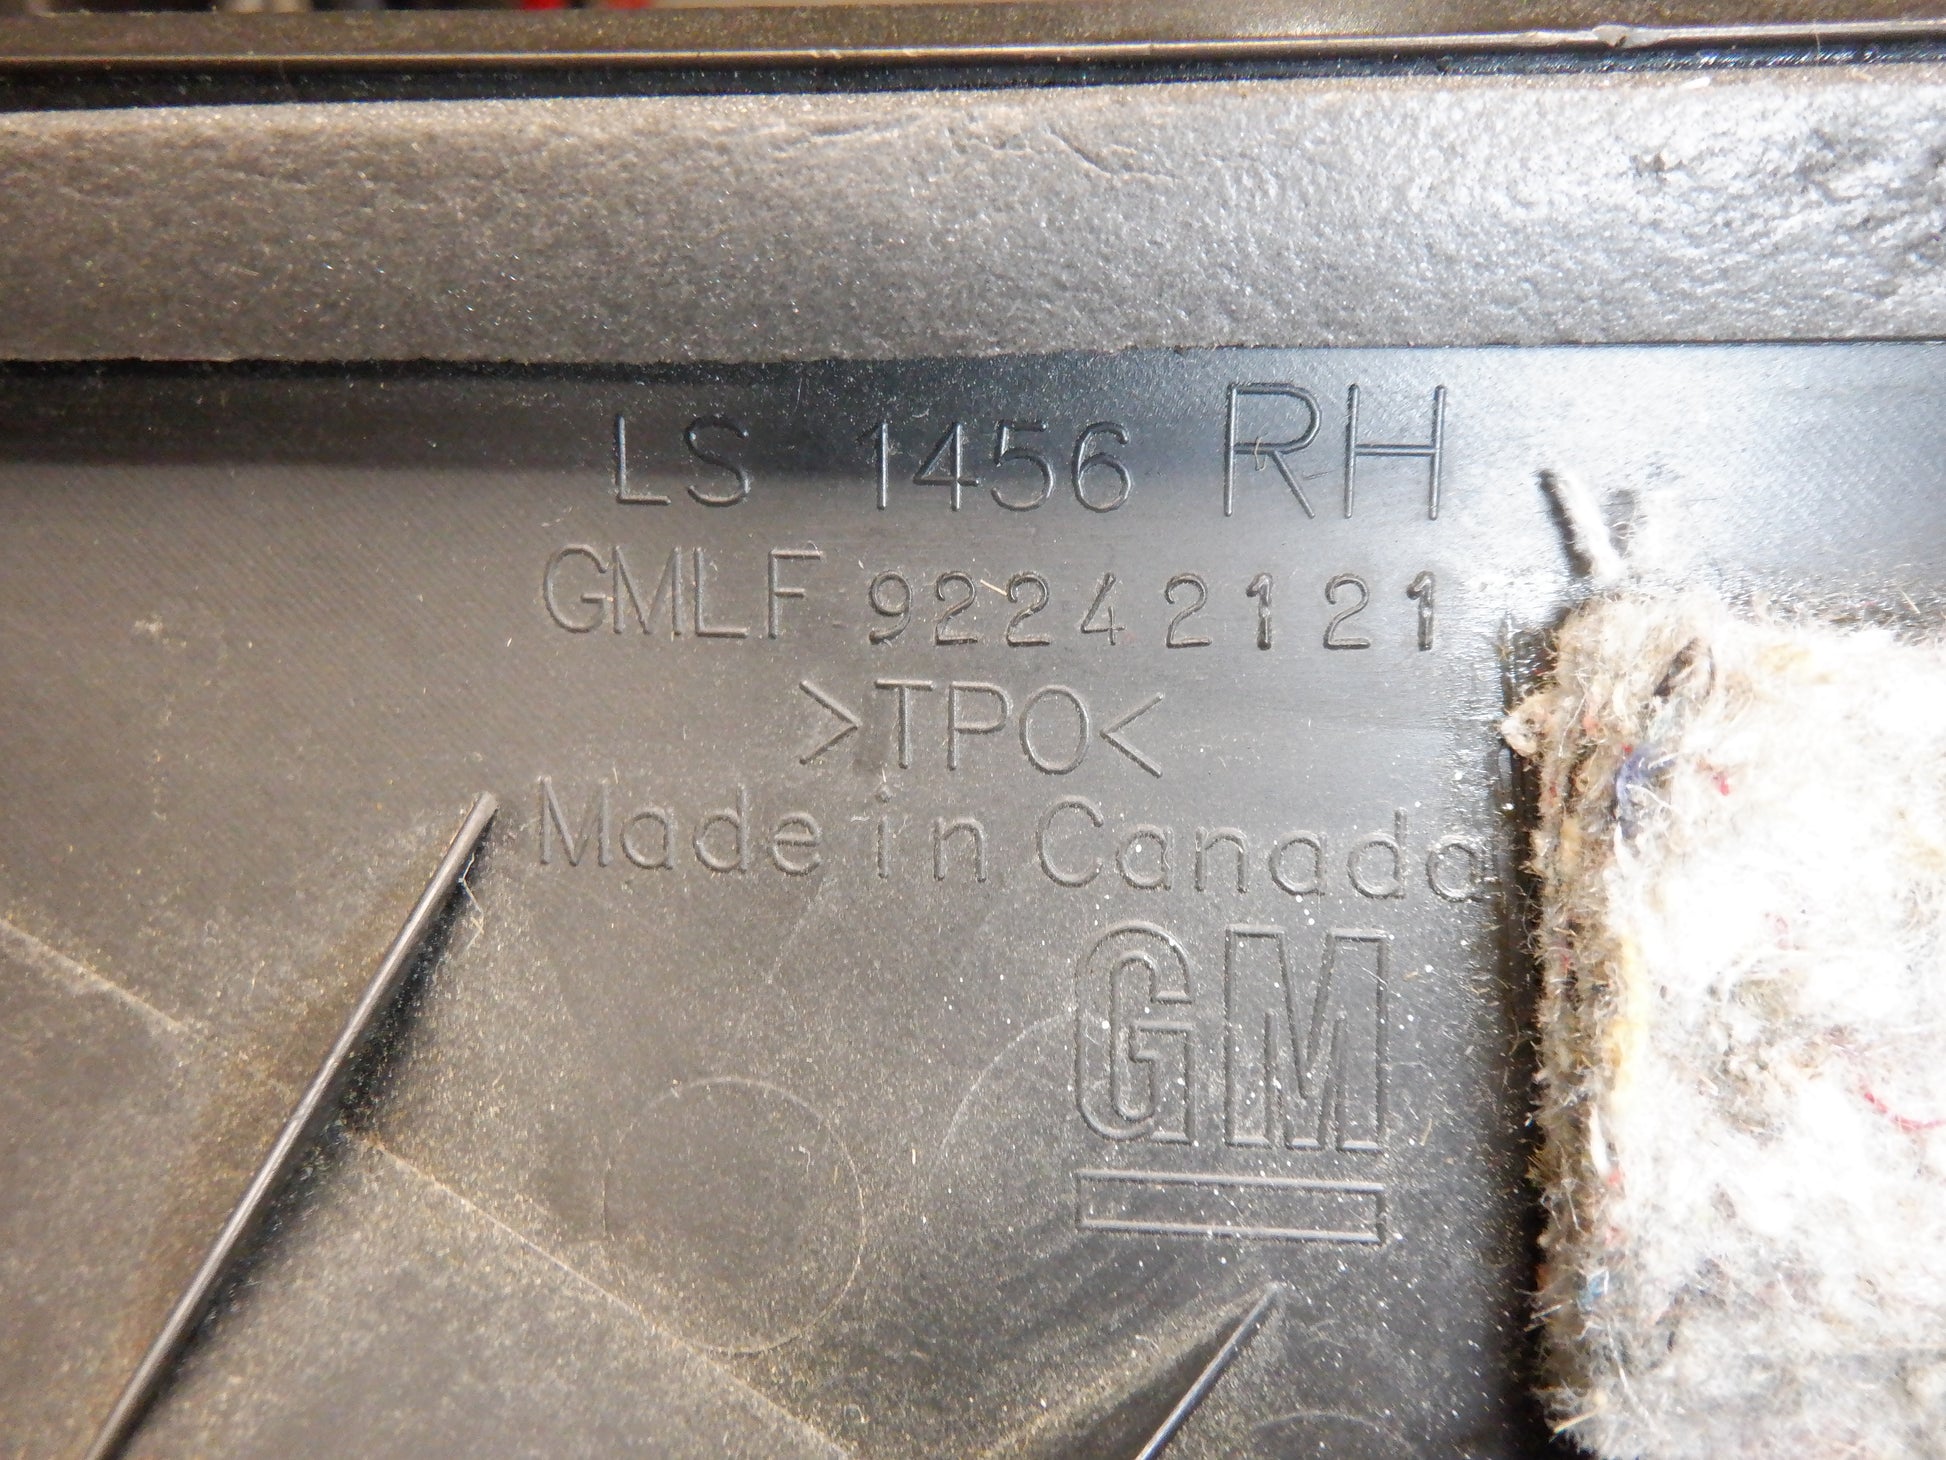 LS 1456 RH
GMLF 92242121
>TPO<
Made in Canada
GM